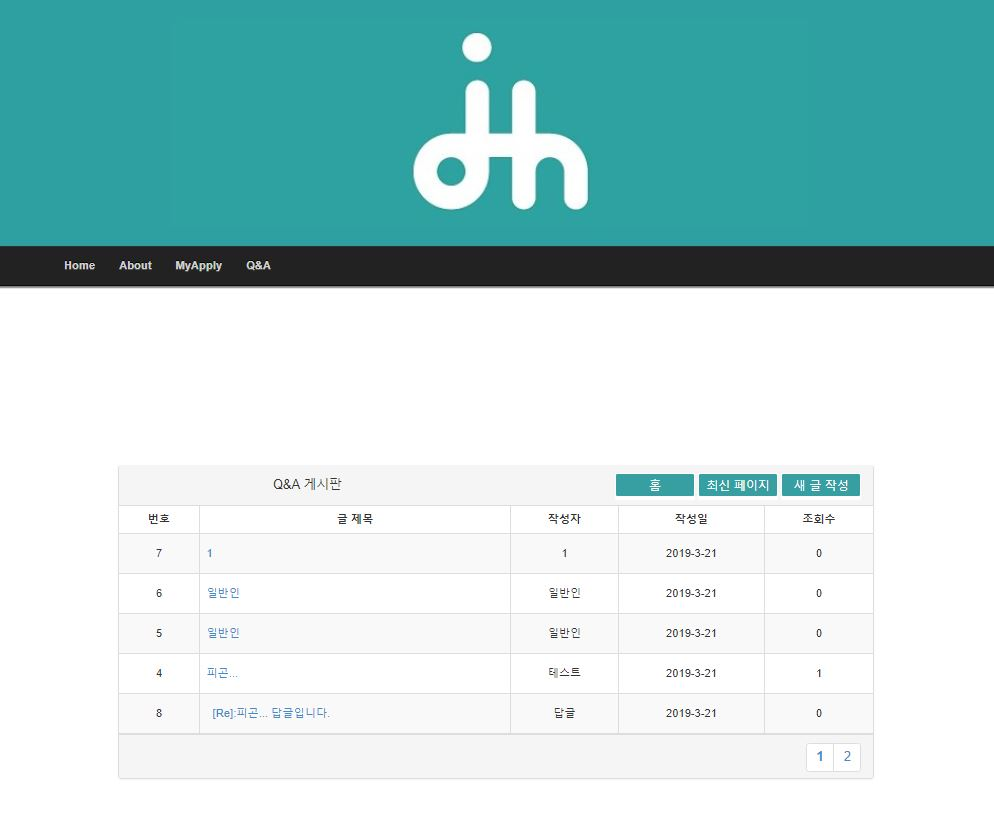 jh
Home About MyApply Q&A
Q&A 게시판 홈 최신 페이지 새 글 작성
번호 글 제목 작성자 작성일 조회수
7 1 1 2019-3-21 0
6 일반인 일반인 2019-3-21 0
5 일반인 일반인 2019-3-21 0
4 피곤... 테스트 2019-3-21 1
8 [Re]:피곤... 답글입니다. 답글 2019-3-21 0
1 2